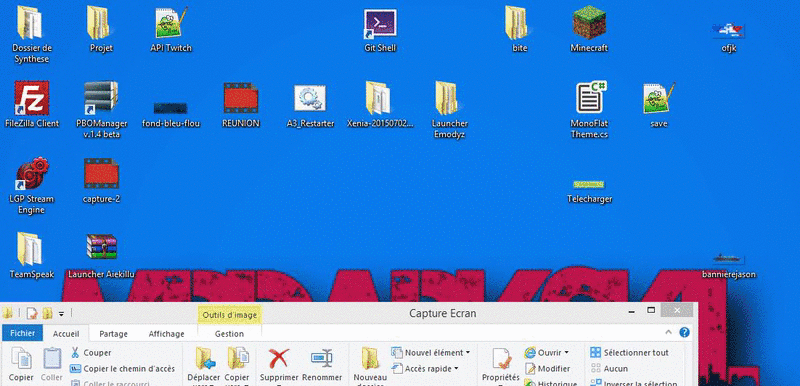 Dossier de
Synthese
Projet
API Twitch
Git Shell
bite
Minecraft
ofjk
FileZilla Client
PBOManager
v.1.4 beta
fond-bleu-flou
REUNION
A3_Restarter
Xenia-20150702...
Launcher
Emodyz
MonoFlat
Theme.cs
save
LGP Stream
Engine
capture-2
Telecharger
TeamSpeak
Launcher Aiekillu
bannièrejason
Outils d'image
Capture Ecran
Fichier
Accueil
Partage
Affichage
Gestion
Copier
Coller
Couper
Copier le chemin d'accès
Coller le raccourci
Déplacer
Copier
Supprimer
Renommer
Nouveau
Nouvel élément
Accès rapide
Propriétés
Ouvrir
Modifier
Historique
Sélectionner tout
Aucun
Inverser la sélection